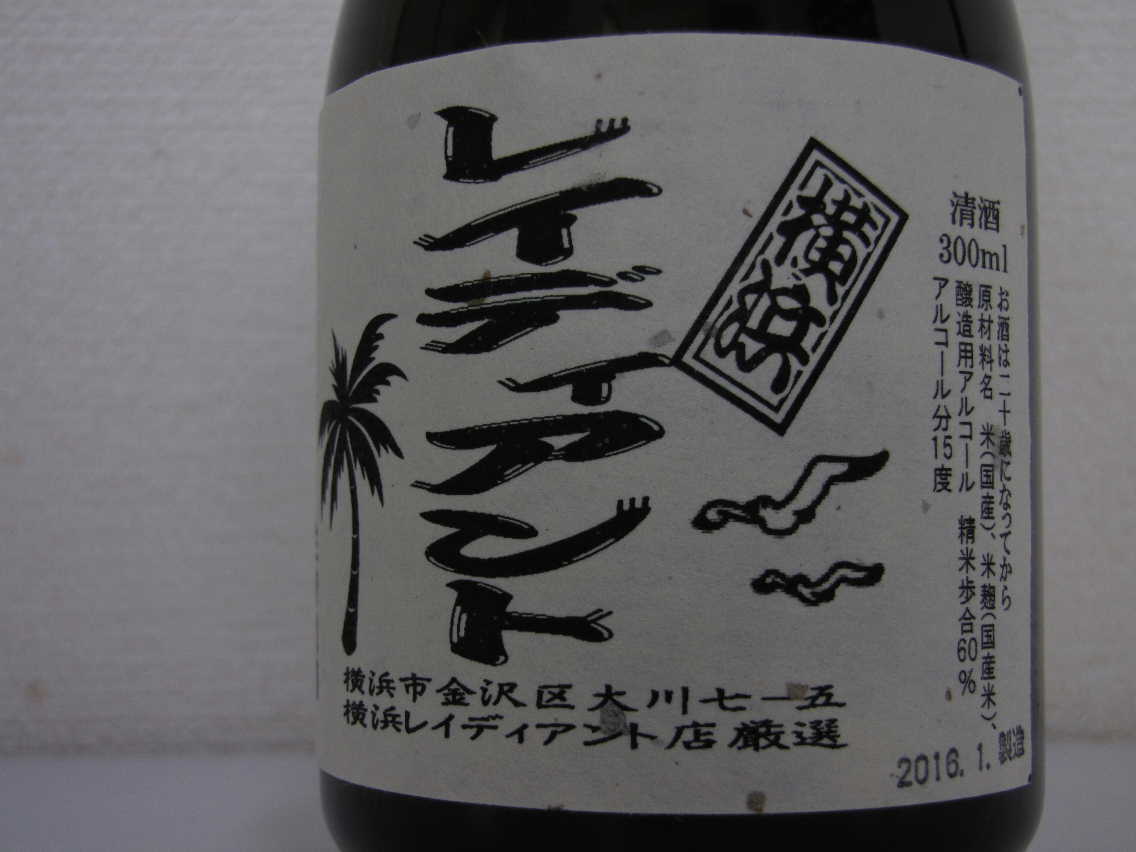 清酒
300ml
お酒は二十歳になってから
原材料名 米(国産)、米麹(国産米)、
醸造用アルコール 精米歩合60%
アルコール分15度
横浜
レイディアント
横浜市金沢区大川七ー五
横浜レイディアント店厳選
2016.1.製造